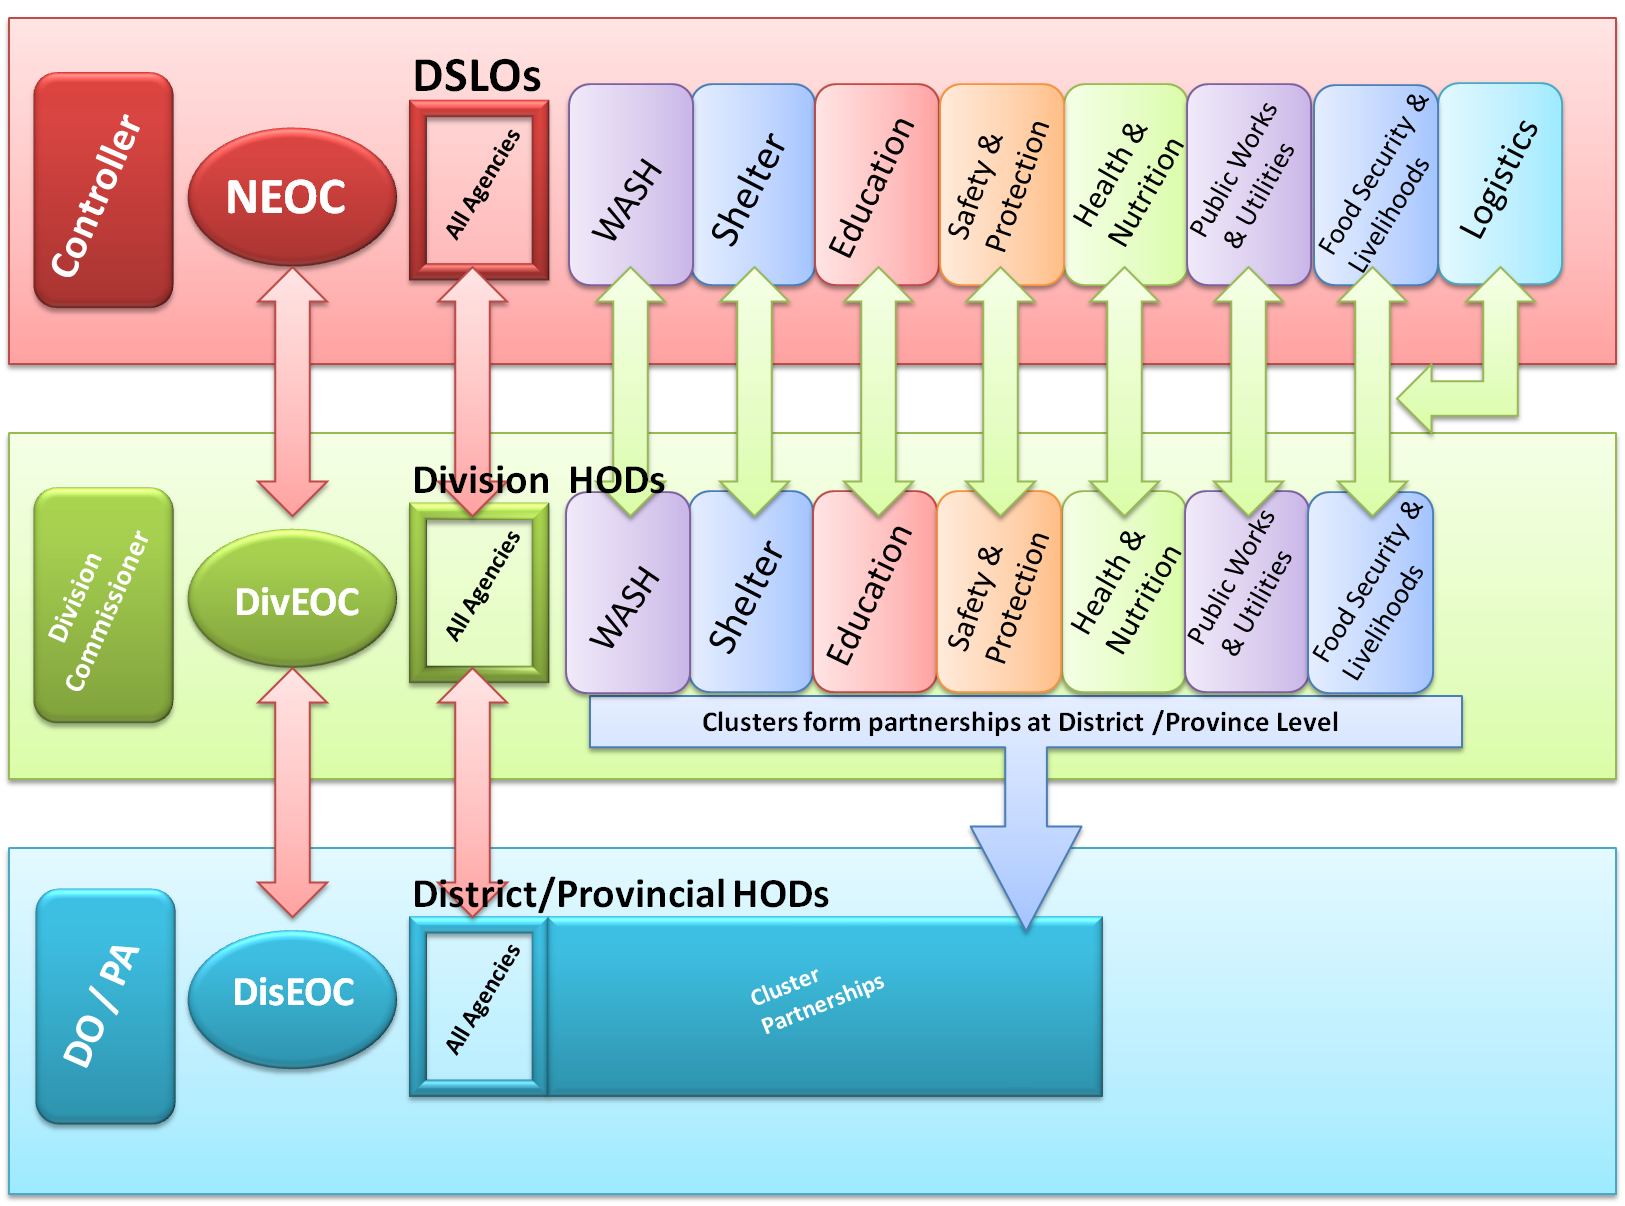 DSLOs
Controller
NEOC
All Agencies
WASH
Shelter
Education
Safety &
Protection
Health &
Nutrition
Public Works
& Utilities
Food Security &
Livelihoods
Logistics
Division HODs
Division
Commissioner
DivEOC
All Agencies
WASH
Shelter
Education
Safety &
Protection
Health &
Nutrition
Public Works
& Utilities
Food Security &
Livelihoods
Clusters form partnerships at District /Province Level
District/Provincial HODs
DO / PA
DisEOC
All Agencies
Cluster
Partnerships